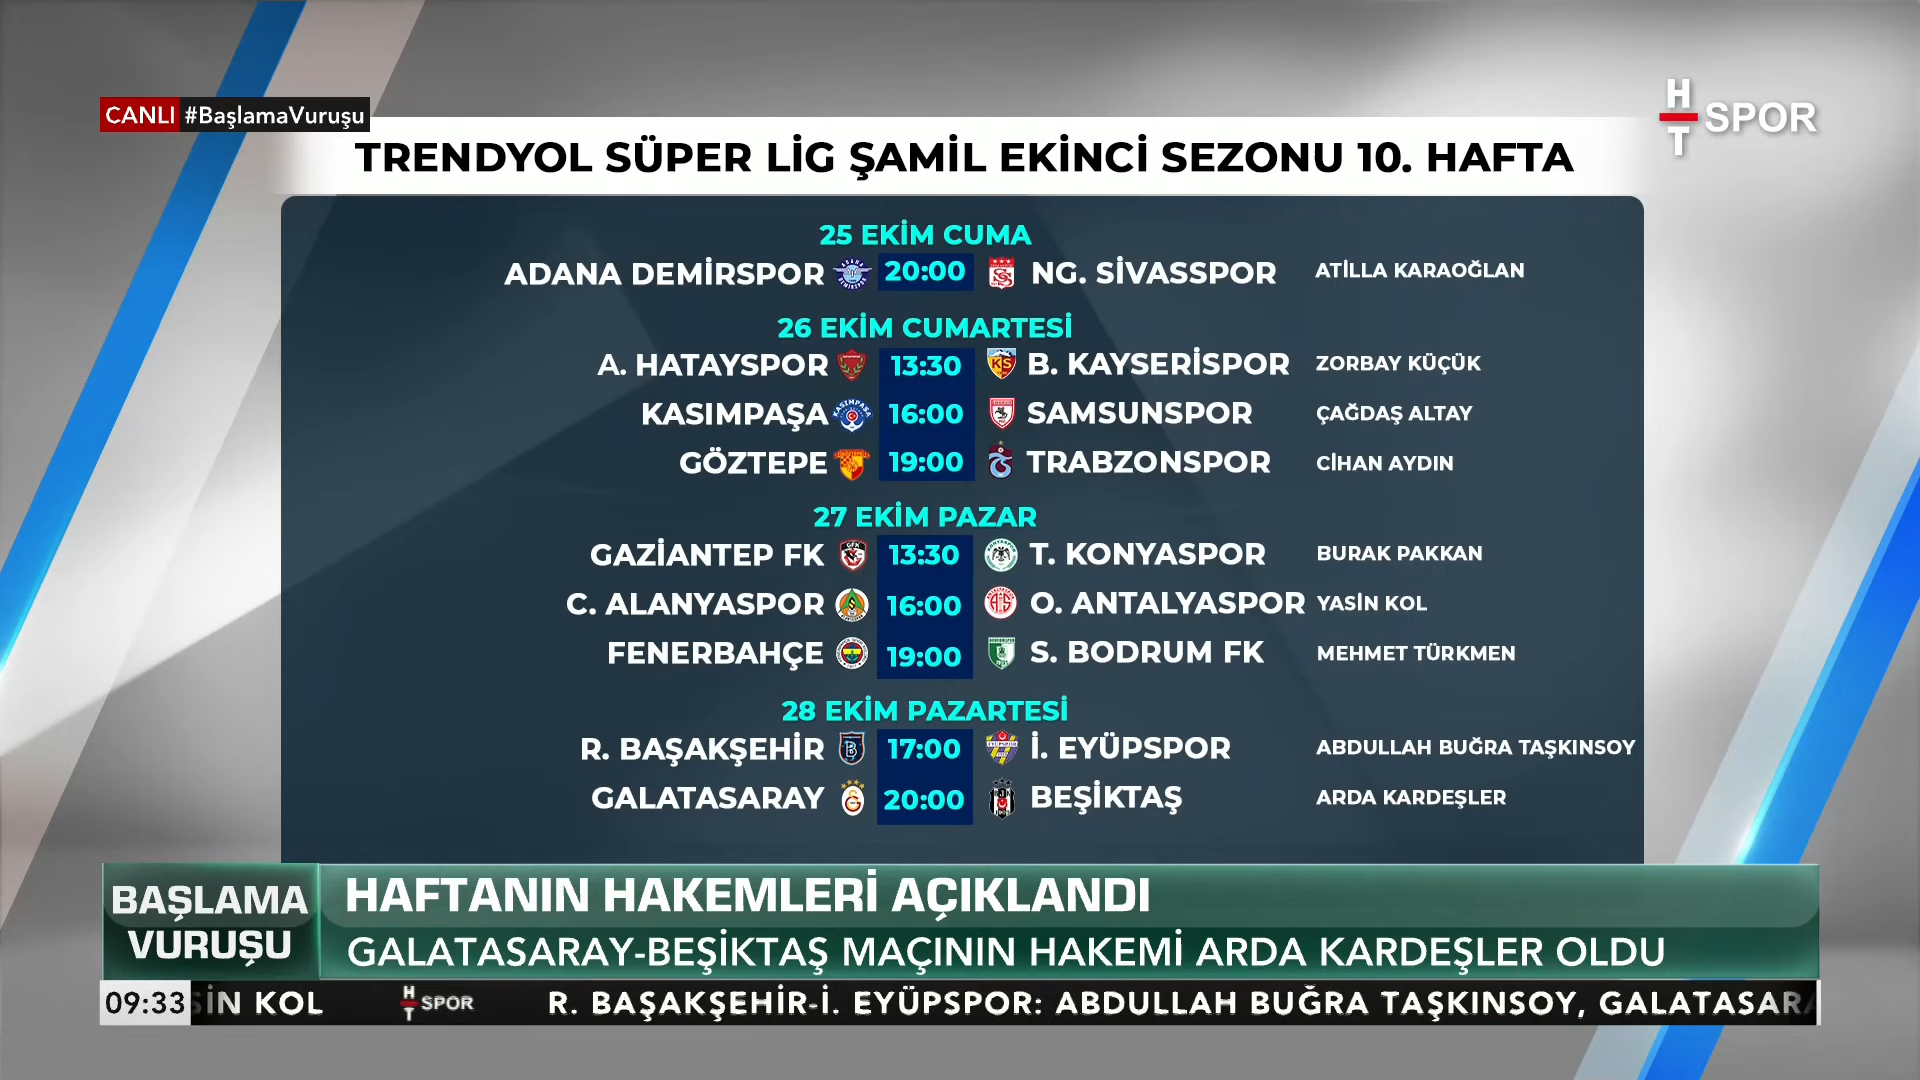 CANLI #BaşlamaVuruşu
HT SPOR
TRENDYOL SÜPER LİG ŞAMİL EKİNCİ SEZONU 10. HAFTA
25 EKİM CUMA
ADANA DEMİRSPOR 20:00 NG. SİVASSPOR ATİLLA KARAOĞLAN
26 EKİM CUMARTESİ
A. HATAYSPOR 13:30 B. KAYSERİSPOR ZORBAY KÜÇÜK
KASIMPAŞA 16:00 SAMSUNSPOR ÇAĞDAŞ ALTAY
GÖZTEPE 19:00 TRABZONSPOR CİHAN AYDIN
27 EKİM PAZAR
GAZİANTEP FK 13:30 T. KONYASPOR BURAK PAKKAN
C. ALANYASPOR 16:00 O. ANTALYASPOR YASİN KOL
FENERBAHÇE 19:00 S. BODRUM FK MEHMET TÜRKMEN
28 EKİM PAZARTESİ
R. BAŞAKŞEHİR 17:00 İ. EYÜPSPOR ABDULLAH BUĞRA TAŞKINSOY
GALATASARAY 20:00 BEŞİKTAŞ ARDA KARDEŞLER
BAŞLAMA
VURUŞU
HAFTANIN HAKEMLERİ AÇIKLANDI
GALATASARAY-BEŞİKTAŞ MAÇININ HAKEMİ ARDA KARDEŞLER OLDU
09:33 SİN KOL HT SPOR R. BAŞAKŞEHİR-İ. EYÜPSPOR: ABDULLAH BUĞRA TAŞKINSOY, GALATASARA